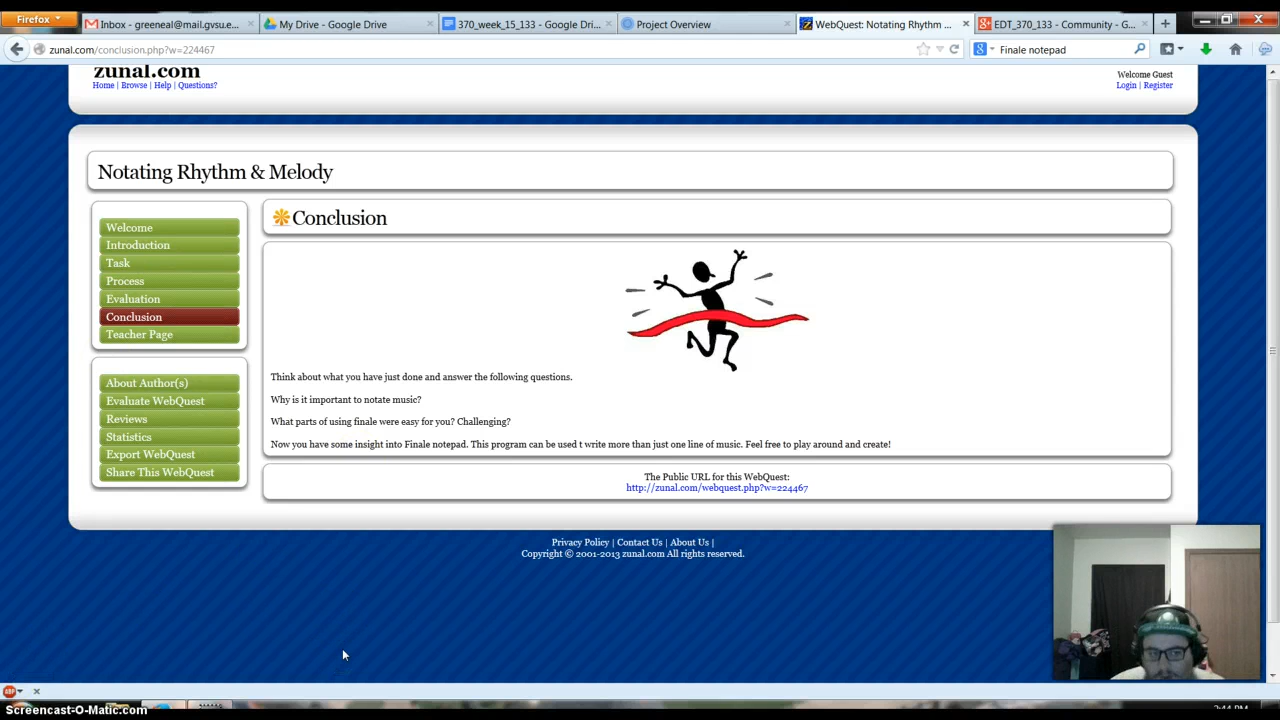 Firefox
Inbox - greeneal@mail.gvsu.e...
My Drive - Google Drive
370_week_15_133 - Google Dri...
Project Overview
WebQuest: Notating Rhythm ...
EDT_370_133 - Community - G...
zunal.com/conclusion.php?w=224467
Finale notepad
zunal.com
Home | Browse | Help | Questions?
Welcome Guest
Login | Register
Notating Rhythm & Melody
Welcome
Introduction
Task
Process
Evaluation
Conclusion
Teacher Page
About Author(s)
Evaluate WebQuest
Reviews
Statistics
Export WebQuest
Share This WebQuest
Conclusion
Think about what you have just done and answer the following questions.
Why is it important to notate music?
What parts of using finale were easy for you? Challenging?
Now you have some insight into Finale notepad. This program can be used t write more than just one line of music. Feel free to play around and create!
The Public URL for this WebQuest:
http://zunal.com/webquest.php?w=224467
Privacy Policy | Contact Us | About Us |
Copyright © 2001-2013 zunal.com All rights reserved.
ABP
Screencast-O-Matic.com